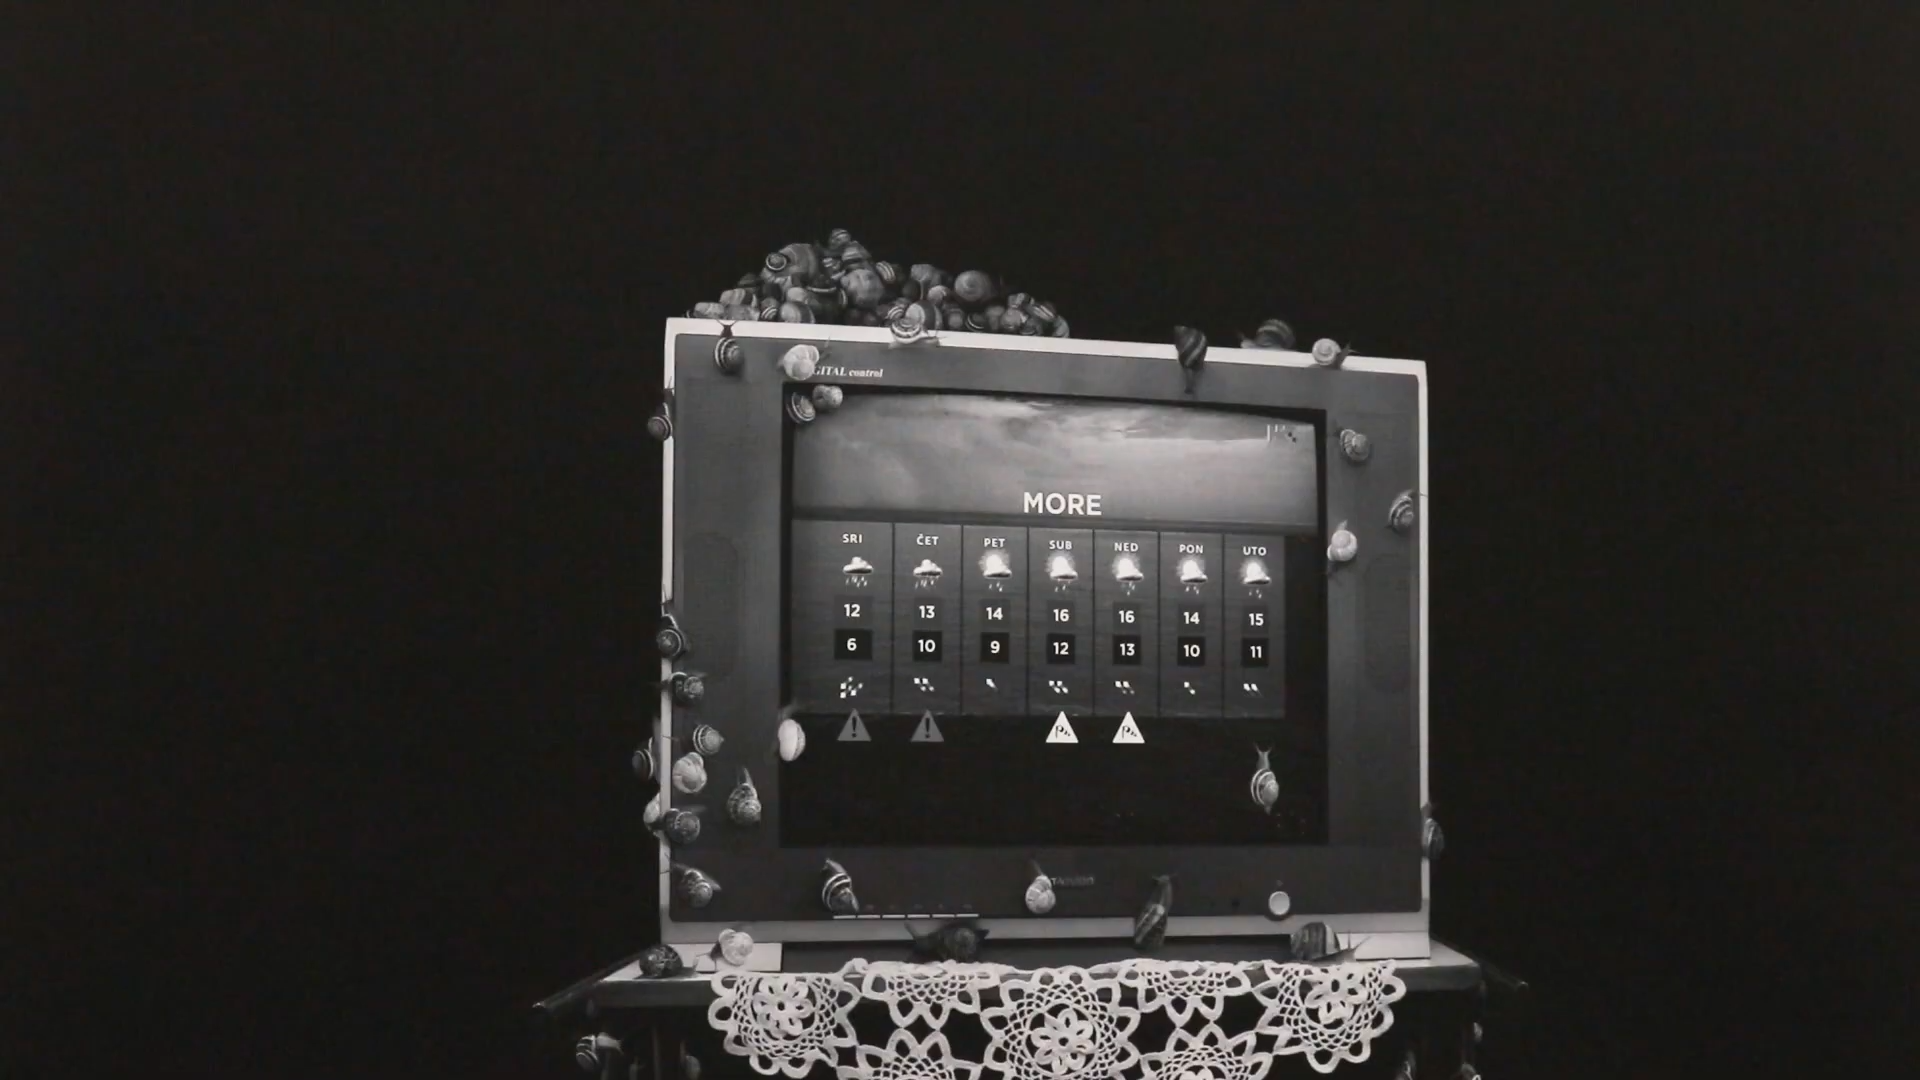 GITAL control
MORE
SRI ČET PET SUB NED PON UTO
12 13 14 16 16 14 15
6 10 9 12 13 10 11